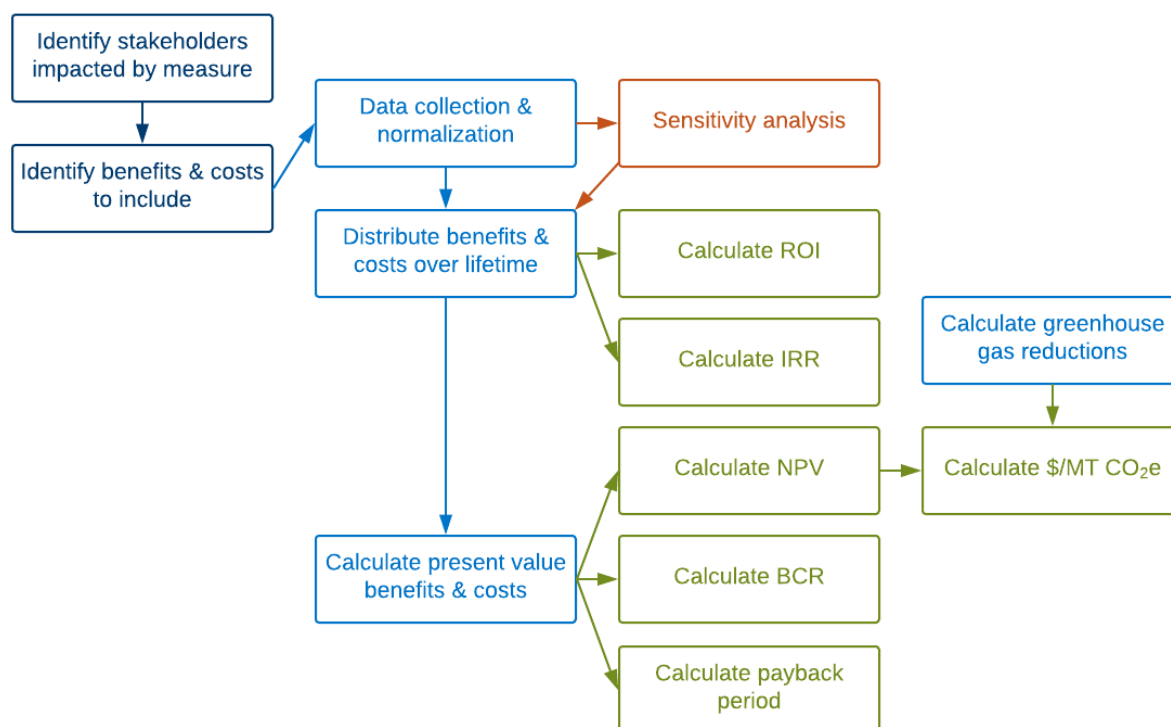 Identify stakeholders
impacted by measure
Identify benefits & costs
to include
Data collection &
normalization
Sensitivity analysis
Distribute benefits &
costs over lifetime
Calculate ROI
Calculate IRR
Calculate greenhouse
gas reductions
Calculate NPV
Calculate $/MT CO₂e
Calculate present value
benefits & costs
Calculate BCR
Calculate payback
period